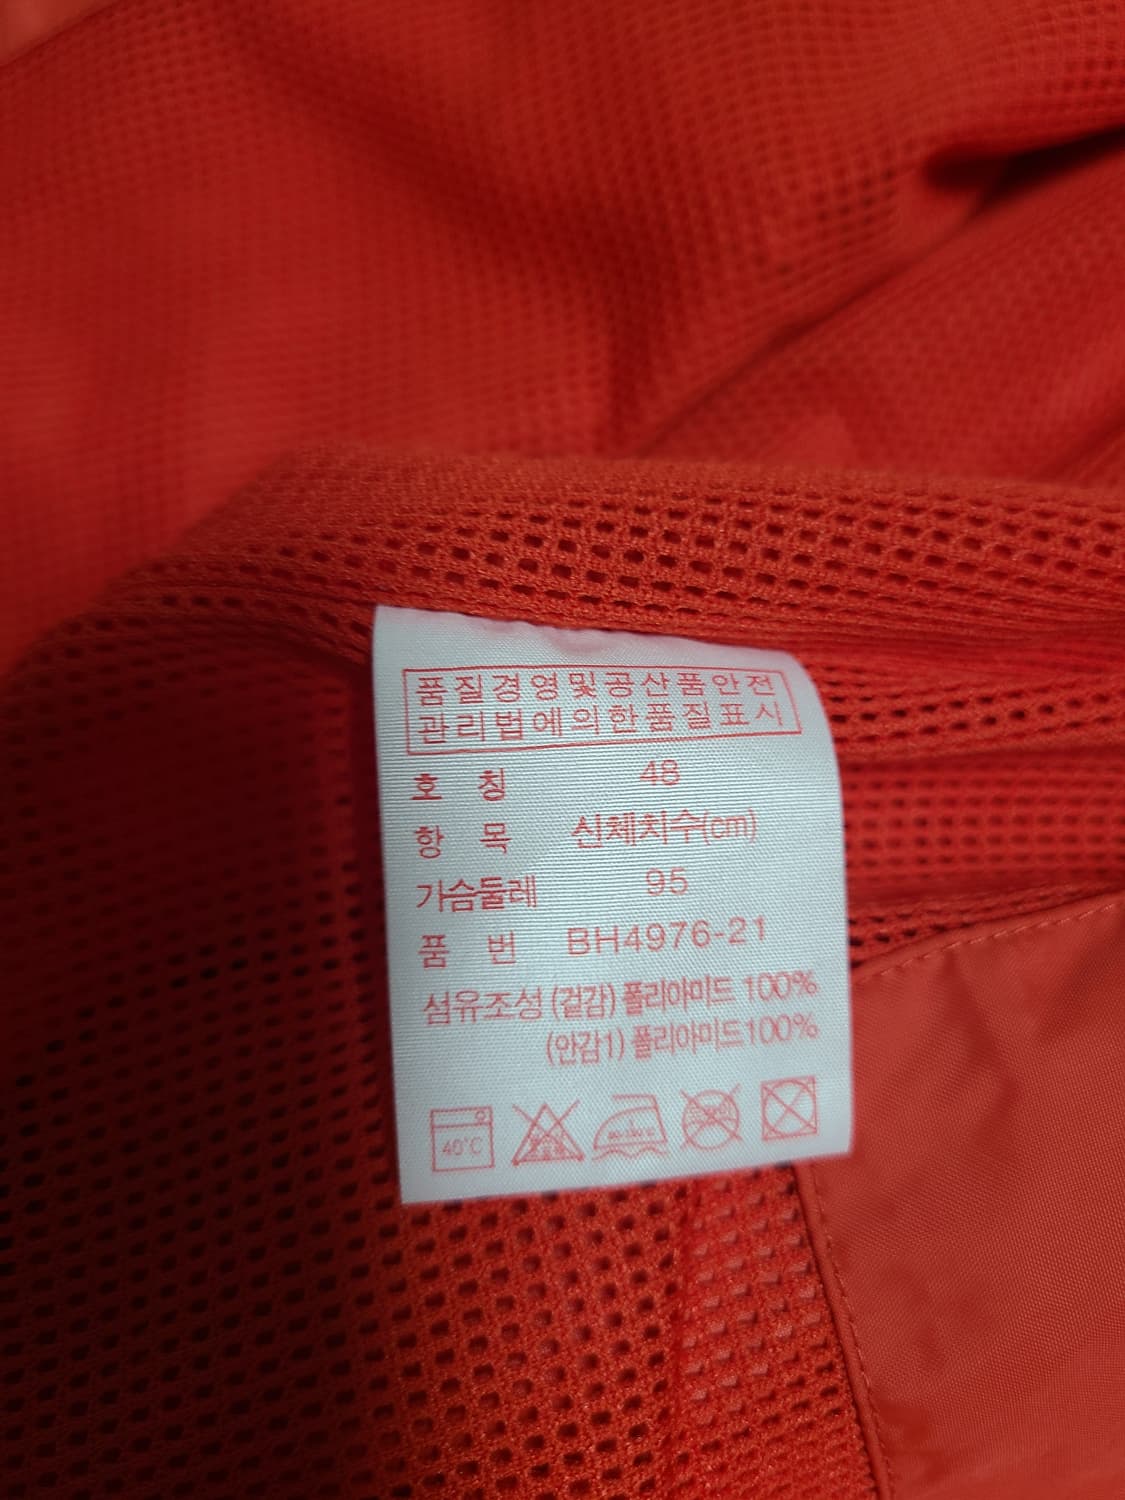 품질경영및공산품안전
관리법에의한품질표시
호 칭 48
항 목 신체치수(cm)
가슴둘레 95
품 번 BH4976-21
섬유조성 (겉감) 폴리아미드 100%
(안감1) 폴리아미드100%
40°C